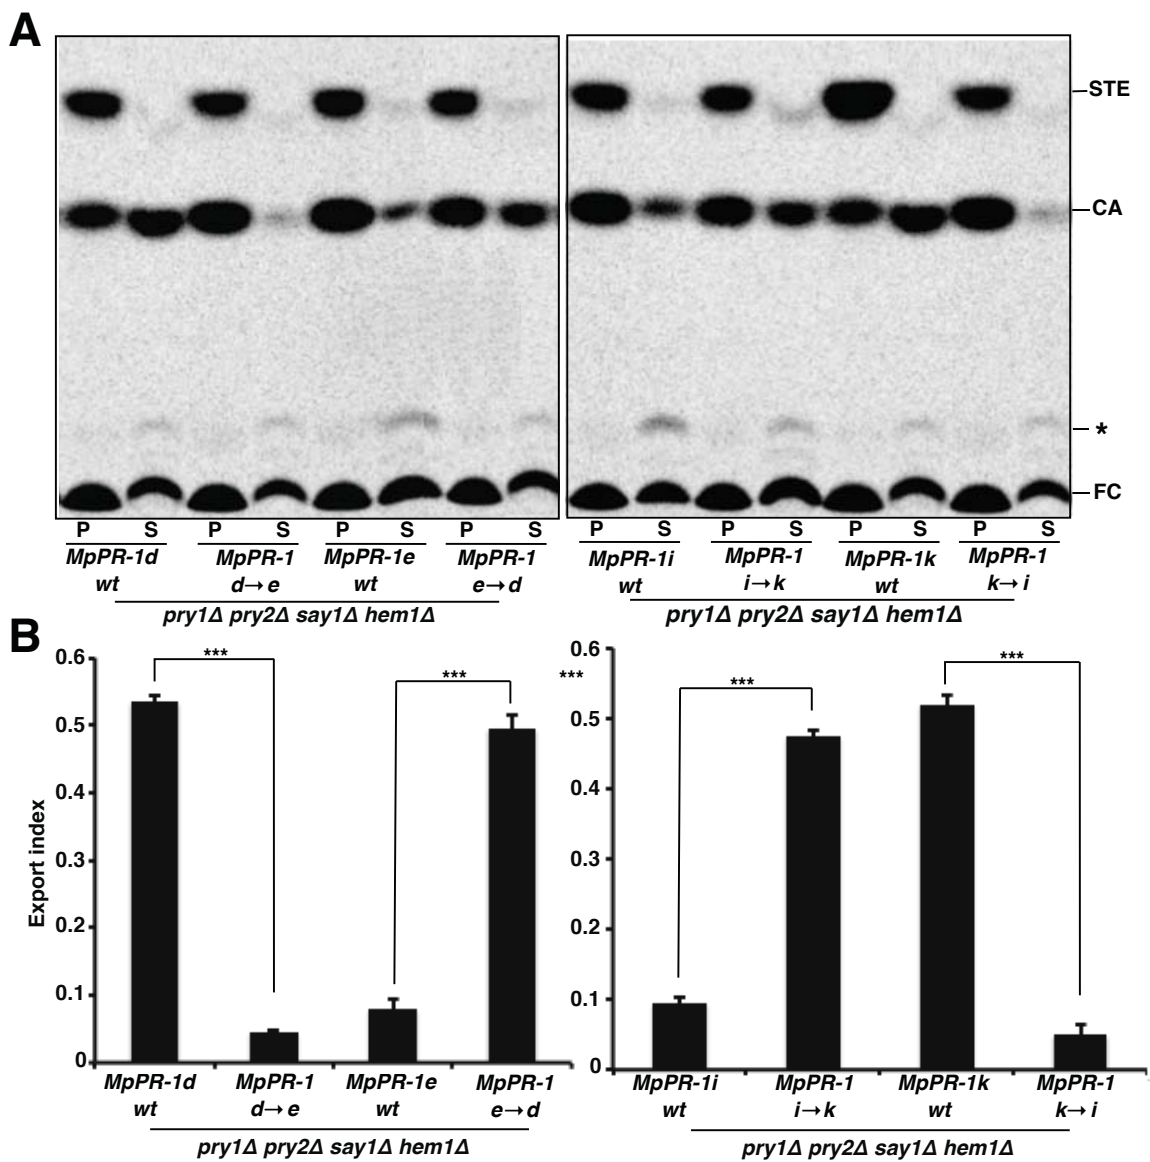 A
STE
CA
*
FC
P S P S P S P S P S P S P S P S
MpPR-1d MpPR-1 MpPR-1e MpPR-1 MpPR-1i MpPR-1 MpPR-1k MpPR-1
wt d→e wt e→d wt i→k wt k→i
pry1Δ pry2Δ say1Δ hem1Δ pry1Δ pry2Δ say1Δ hem1Δ
B
Export index
0.6
0.5
0.4
0.3
0.2
0.1
0
*** *** ***
MpPR-1d MpPR-1 MpPR-1e MpPR-1
wt d→e wt e→d
pry1Δ pry2Δ say1Δ hem1Δ
0.6
0.5
0.4
0.3
0.2
0.1
0
*** ***
MpPR-1i MpPR-1 MpPR-1k MpPR-1
wt i→k wt k→i
pry1Δ pry2Δ say1Δ hem1Δ